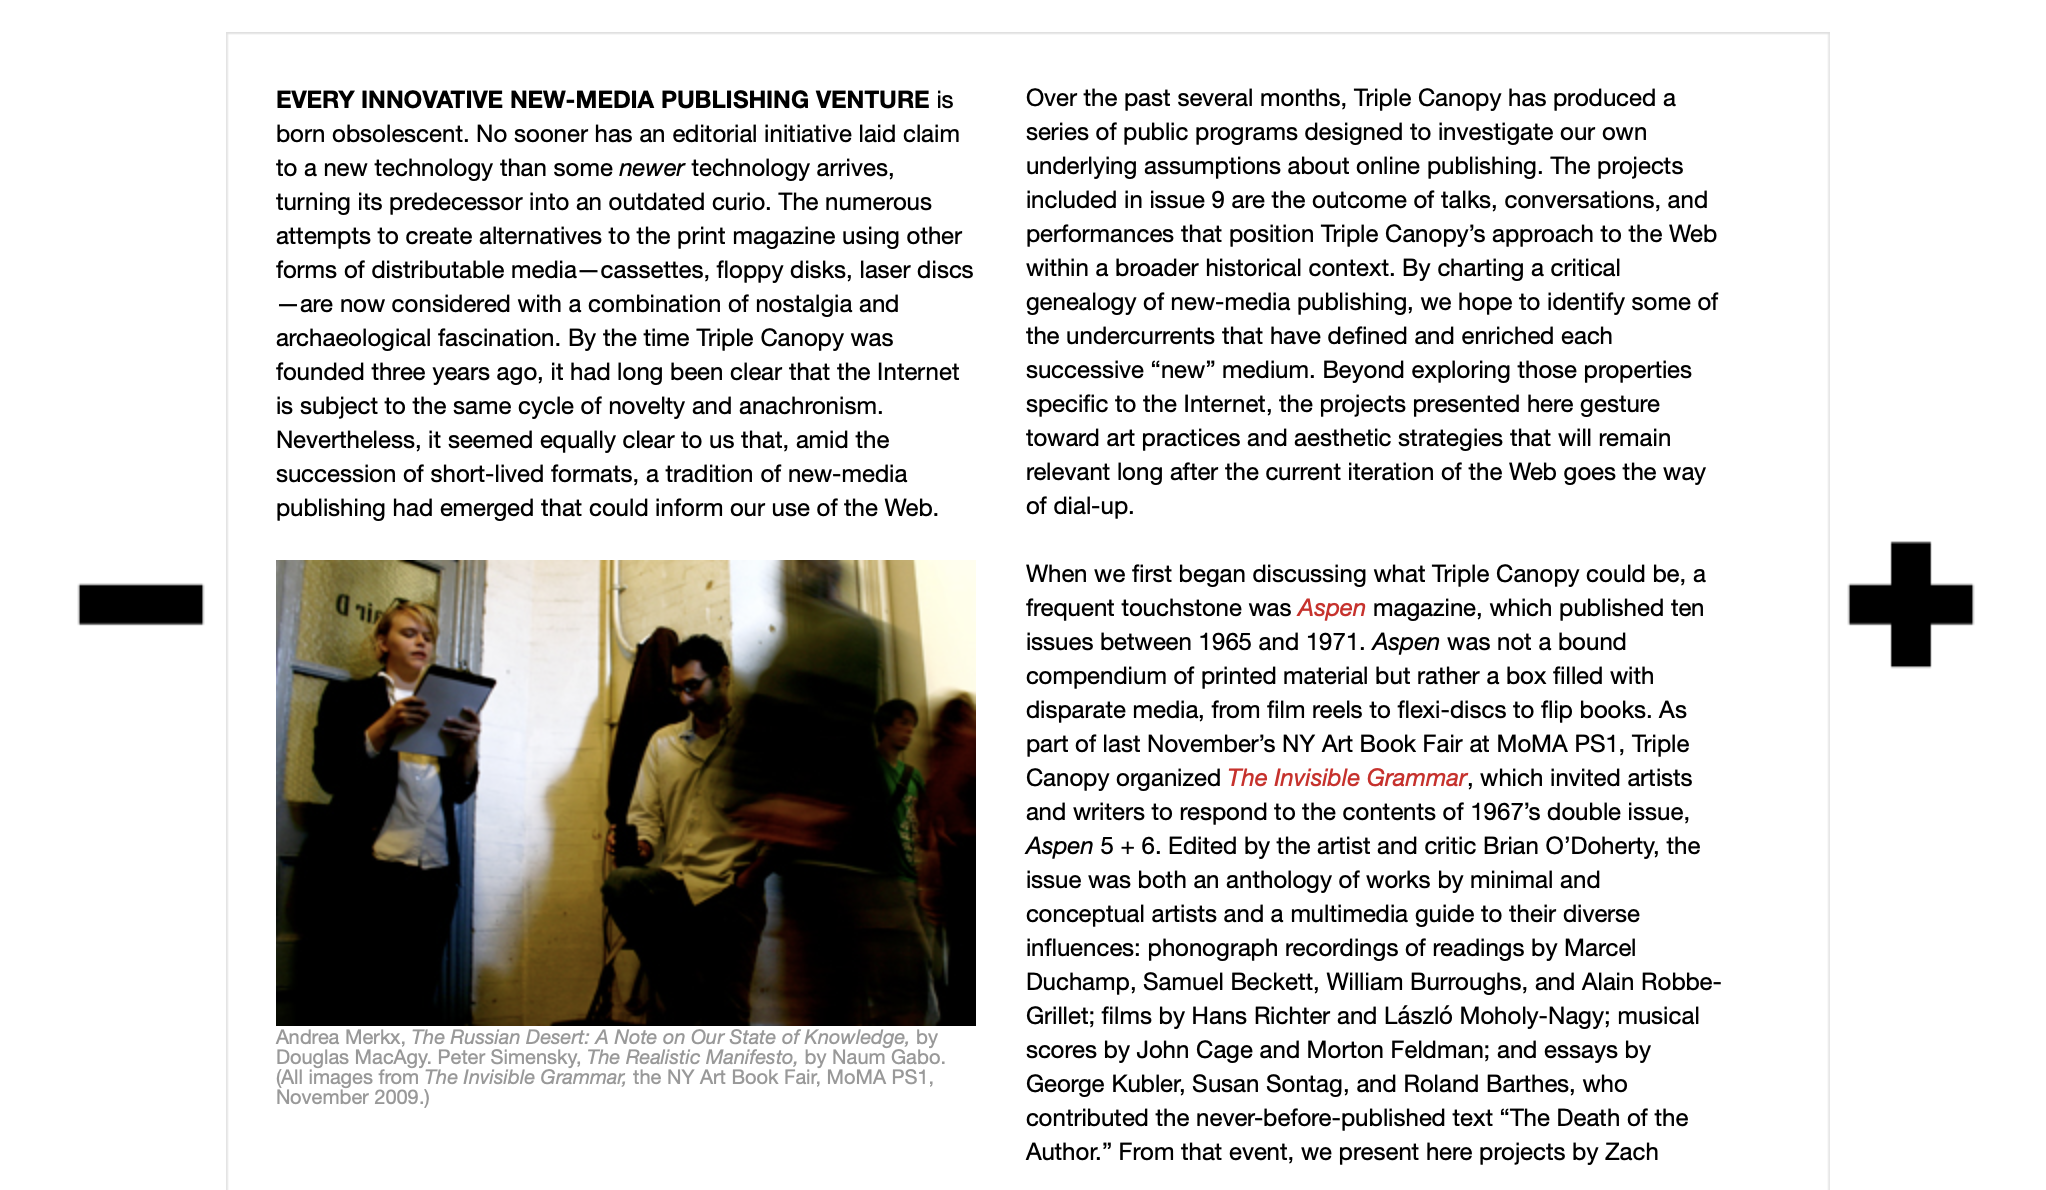 EVERY INNOVATIVE NEW-MEDIA PUBLISHING VENTURE is
born obsolescent. No sooner has an editorial initiative laid claim
to a new technology than some newer technology arrives,
turning its predecessor into an outdated curio. The numerous
attempts to create alternatives to the print magazine using other
forms of distributable media—cassettes, floppy disks, laser discs
—are now considered with a combination of nostalgia and
archaeological fascination. By the time Triple Canopy was
founded three years ago, it had long been clear that the Internet
is subject to the same cycle of novelty and anachronism.
Nevertheless, it seemed equally clear to us that, amid the
succession of short-lived formats, a tradition of new-media
publishing had emerged that could inform our use of the Web.
Andrea Merkx, The Russian Desert: A Note on Our State of Knowledge, by
Douglas MacAgy. Peter Simensky, The Realistic Manifesto, by Naum Gabo.
(All images from The Invisible Grammar, the NY Art Book Fair, MoMA PS1,
November 2009.)
Over the past several months, Triple Canopy has produced a
series of public programs designed to investigate our own
underlying assumptions about online publishing. The projects
included in issue 9 are the outcome of talks, conversations, and
performances that position Triple Canopy’s approach to the Web
within a broader historical context. By charting a critical
genealogy of new-media publishing, we hope to identify some of
the undercurrents that have defined and enriched each
successive “new” medium. Beyond exploring those properties
specific to the Internet, the projects presented here gesture
toward art practices and aesthetic strategies that will remain
relevant long after the current iteration of the Web goes the way
of dial-up.
When we first began discussing what Triple Canopy could be, a
frequent touchstone was Aspen magazine, which published ten
issues between 1965 and 1971. Aspen was not a bound
compendium of printed material but rather a box filled with
disparate media, from film reels to flexi-discs to flip books. As
part of last November’s NY Art Book Fair at MoMA PS1, Triple
Canopy organized The Invisible Grammar, which invited artists
and writers to respond to the contents of 1967’s double issue,
Aspen 5 + 6. Edited by the artist and critic Brian O’Doherty, the
issue was both an anthology of works by minimal and
conceptual artists and a multimedia guide to their diverse
influences: phonograph recordings of readings by Marcel
Duchamp, Samuel Beckett, William Burroughs, and Alain Robbe-
Grillet; films by Hans Richter and László Moholy-Nagy; musical
scores by John Cage and Morton Feldman; and essays by
George Kubler, Susan Sontag, and Roland Barthes, who
contributed the never-before-published text “The Death of the
Author.” From that event, we present here projects by Zach